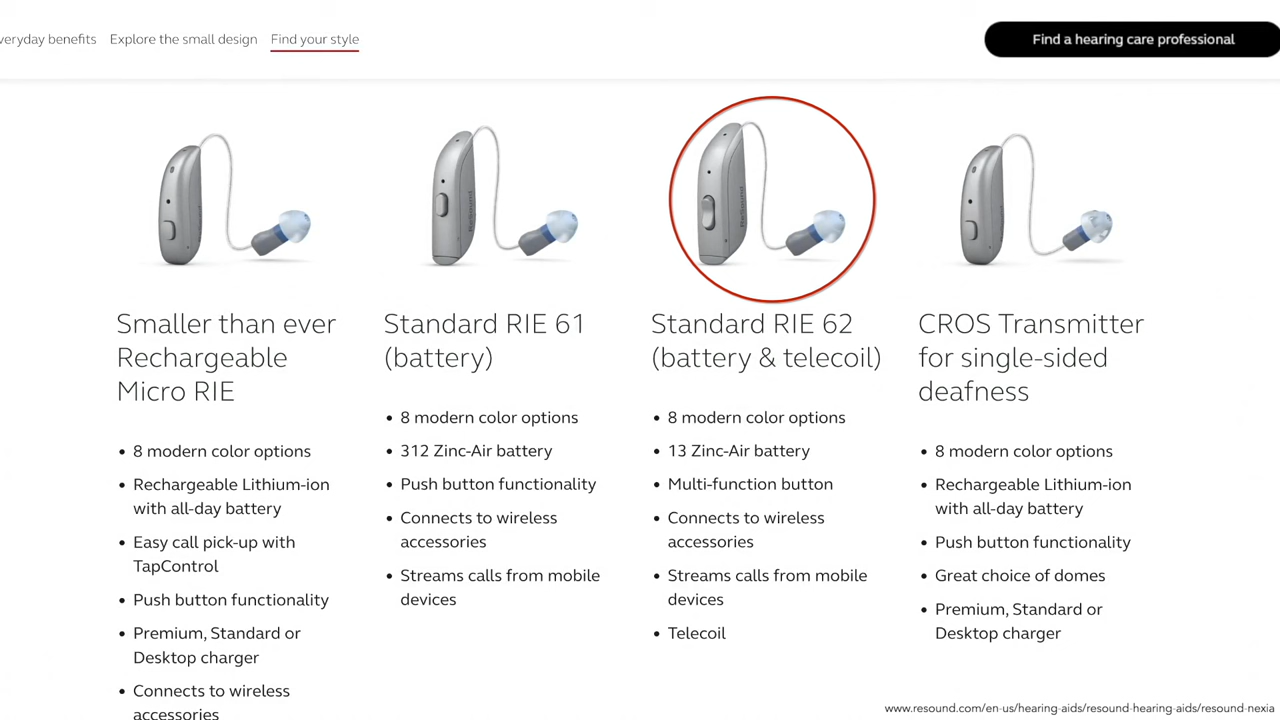 veryday benefits
Explore the small design
Find your style
Find a hearing care professional
ReSound
ReSound
Smaller than ever
Rechargeable
Micro RIE
• 8 modern color options
• Rechargeable Lithium-ion
with all-day battery
• Easy call pick-up with
TapControl
• Push button functionality
• Premium, Standard or
Desktop charger
• Connects to wireless
accessories
Standard RIE 61
(battery)
• 8 modern color options
• 312 Zinc-Air battery
• Push button functionality
• Connects to wireless
accessories
• Streams calls from mobile
devices
Standard RIE 62
(battery & telecoil)
• 8 modern color options
• 13 Zinc-Air battery
• Multi-function button
• Connects to wireless
accessories
• Streams calls from mobile
devices
• Telecoil
CROS Transmitter
for single-sided
deafness
• 8 modern color options
• Rechargeable Lithium-ion
with all-day battery
• Push button functionality
• Great choice of domes
• Premium, Standard or
Desktop charger
www.resound.com/en-us/hearing-aids/resound-hearing-aids/resound-nexia